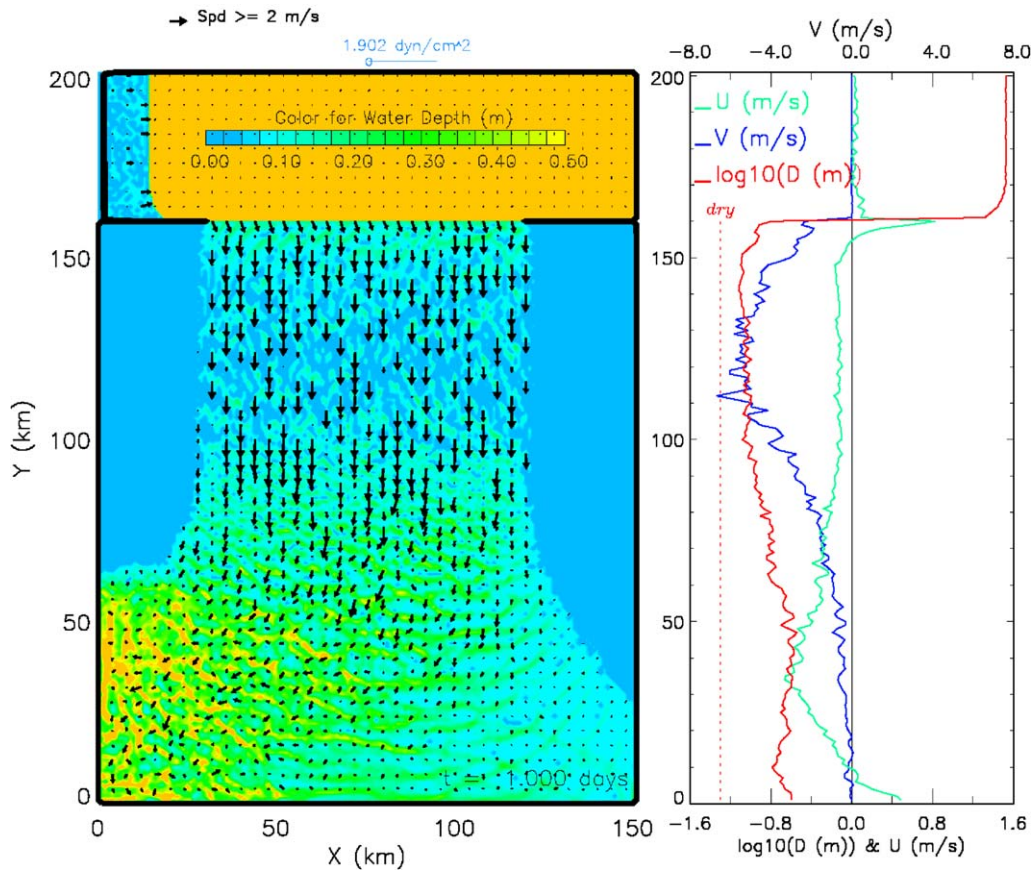 Spd >= 2 m/s
1.902 dyn/cm^2
Color for Water Depth (m)
0.00 0.10 0.20 0.30 0.40 0.50
200
150
100
50
0
Y (km)
t = 1.000 days
0 50 100 150
X (km)
V (m/s)
-8.0 -4.0 0.0 4.0 8.0
U (m/s)
V (m/s)
log10(D (m))
dry
200
150
100
50
0
-1.6 -0.8 0.0 0.8 1.6
log10(D (m)) & U (m/s)